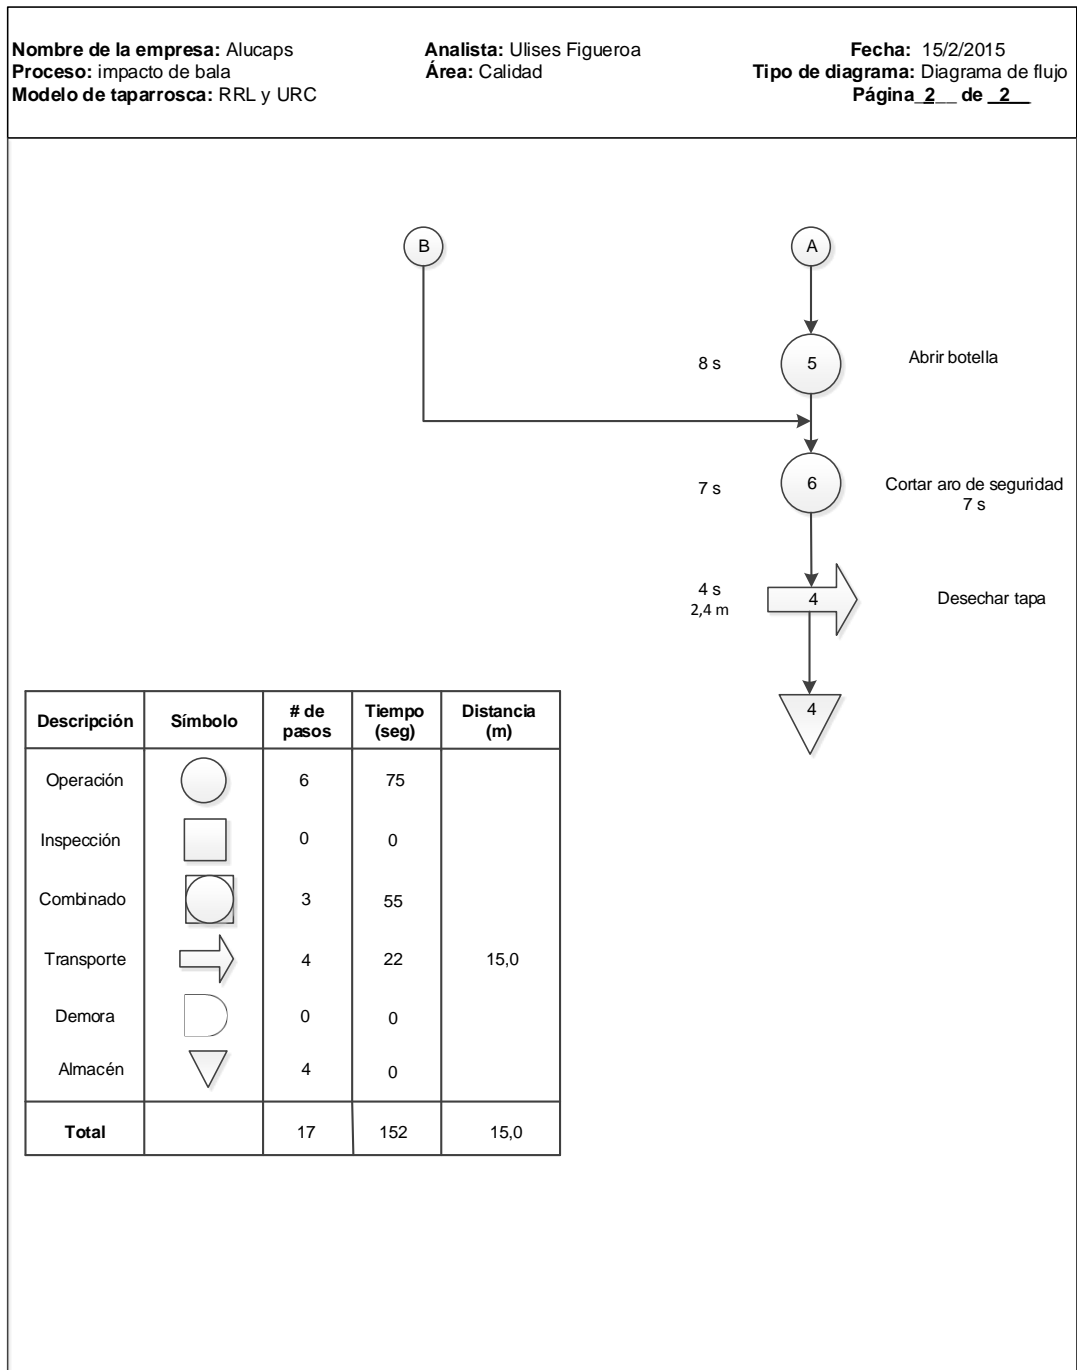 Nombre de la empresa: Alucaps
Proceso: impacto de bala
Modelo de taparrosca: RRL y URC
Analista: Ulises Figueroa
Área: Calidad
Fecha: 15/2/2015
Tipo de diagrama: Diagrama de flujo
Página_2__ de _2__
B
A
8 s
5
Abrir botella
7 s
6
Cortar aro de seguridad
7 s
4 s
2,4 m
4
Desechar tapa
4
Descripción Símbolo # de pasos Tiempo (seg) Distancia (m)
Operación 6 75
Inspección 0 0
Combinado 3 55
Transporte 4 22 15,0
Demora 0 0
Almacén 4 0
Total 17 152 15,0